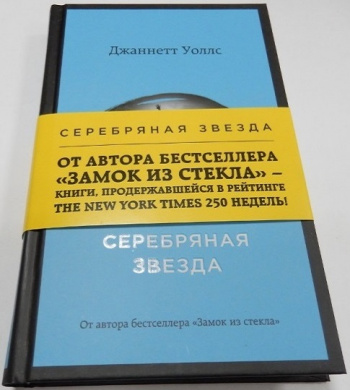 Джаннетт Уоллс
СЕРЕБРЯНАЯ ЗВЕЗДА
ОТ АВТОРА БЕСТСЕЛЛЕРА
«ЗАМОК ИЗ СТЕКЛА» –
КНИГИ, ПРОДЕРЖАВШЕЙСЯ В РЕЙТИНГЕ
THE NEW YORK TIMES 250 НЕДЕЛЬ!
СЕРЕБРЯНАЯ
ЗВЕЗДА
От автора бестселлера «Замок из стекла»